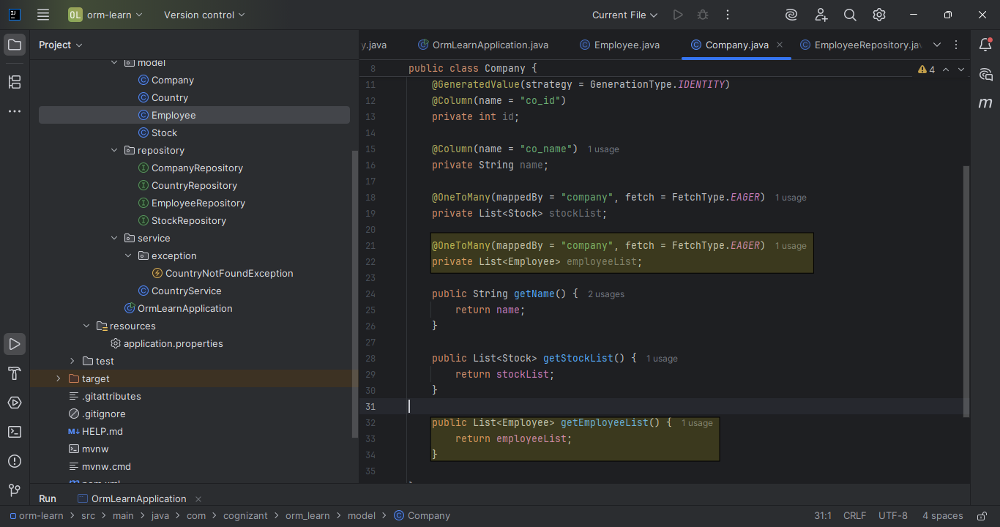 OL orm-learn Version control Current File
Project
y.java OrmLearnApplication.java Employee.java Company.java EmployeeRepository.jav
model
Company
Country
Employee
Stock
repository
CompanyRepository
CountryRepository
EmployeeRepository
StockRepository
service
exception
CountryNotFoundException
CountryService
OrmLearnApplication
resources
application.properties
test
target
.gitattributes
.gitignore
M↓ HELP.md
mvnw
mvnw.cmd
pom.xml
8 public class Company {
4
11 @GeneratedValue(strategy = GenerationType.IDENTITY)
12 @Column(name = "co_id")
13 private int id;
14
15 @Column(name = "co_name") 1 usage
16 private String name;
17
18 @OneToMany(mappedBy = "company", fetch = FetchType.EAGER) 1 usage
19 private List<Stock> stockList;
20
21 @OneToMany(mappedBy = "company", fetch = FetchType.EAGER) 1 usage
22 private List<Employee> employeeList;
23
24 public String getName() { 2 usages
25 return name;
26 }
27
28 public List<Stock> getStockList() { 1 usage
29 return stockList;
30 }
31
32 public List<Employee> getEmployeeList() { 1 usage
33 return employeeList;
34 }
35
m
Run OrmLearnApplication
orm-learn > src > main > java > com > cognizant > orm_learn > model > Company 31:1 CRLF UTF-8 4 spaces